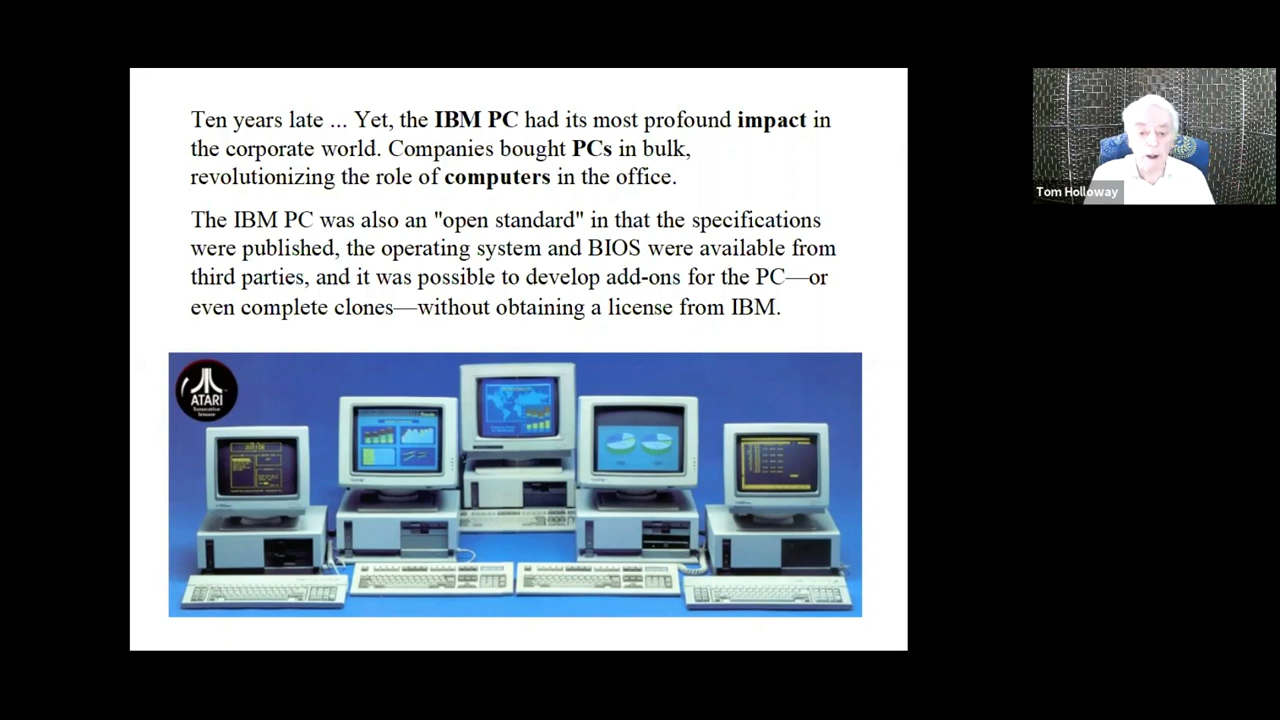 Ten years late ... Yet, the IBM PC had its most profound impact in
the corporate world. Companies bought PCs in bulk,
revolutionizing the role of computers in the office.
The IBM PC was also an "open standard" in that the specifications
were published, the operating system and BIOS were available from
third parties, and it was possible to develop add-ons for the PC—or
even complete clones—without obtaining a license from IBM.
ATARI
Tom Holloway